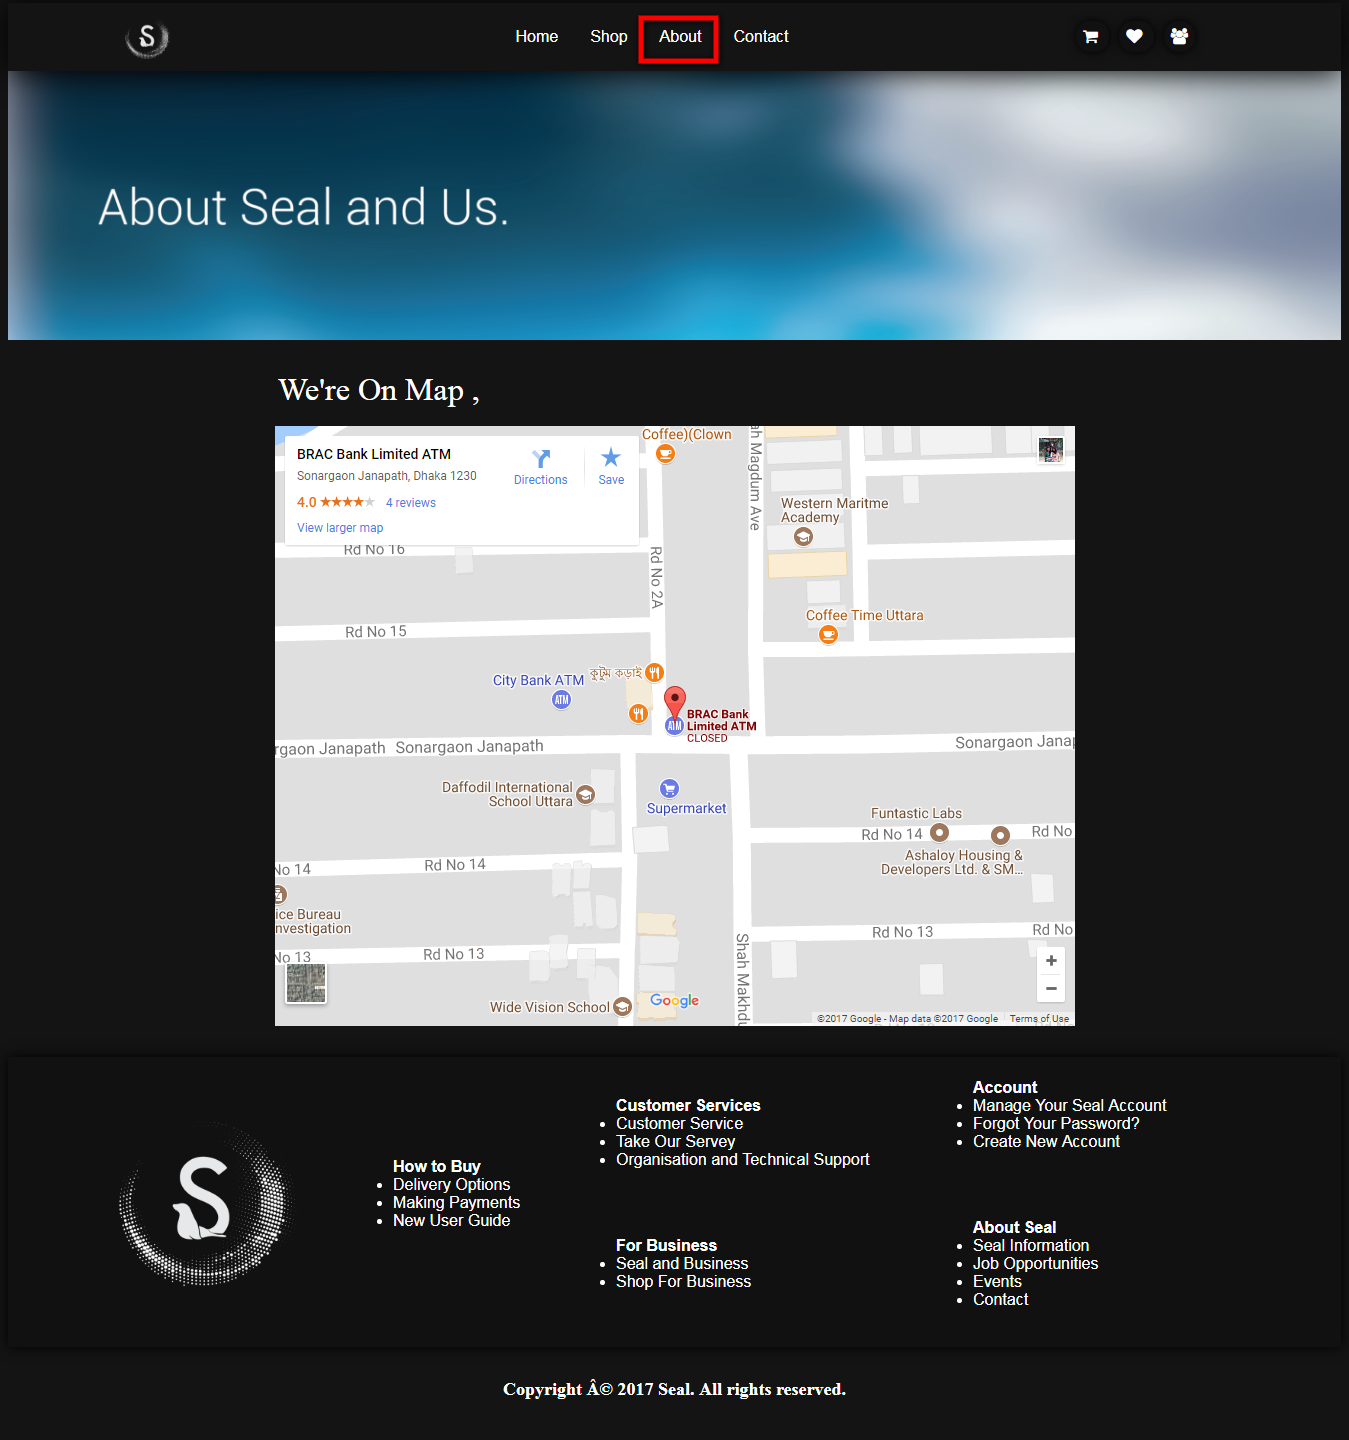 S
Home
Shop
About
Contact
About Seal and Us.
We're On Map ,
BRAC Bank Limited ATM
Sonargaon Janapath, Dhaka 1230
4.0
4 reviews
View larger map
Directions
Save
Coffee)(Clown
ah Magdum Ave
Western Maritme
Academy
Rd No 16
Rd No 2A
Coffee Time Uttara
Rd No 15
কুটুম কড়াই
City Bank ATM
ATM
ATM
BRAC Bank
Limited ATM
CLOSED
rgaon Janapath
Sonargaon Janapath
Sonargaon Janap
Daffodil International
School Uttara
Supermarket
Funtastic Labs
Rd No 14
Rd No
Ashaloy Housing &
Developers Ltd. & SM...
No 14
Rd No 14
ice Bureau
nvestigation
Rd No 13
Rd No
No 13
Rd No 13
Shah Makhdu
Wide Vision School
Google
+
−
©2017 Google - Map data ©2017 Google
Terms of Use
S
How to Buy
Delivery Options
Making Payments
New User Guide
Customer Services
Customer Service
Take Our Servey
Organisation and Technical Support
For Business
Seal and Business
Shop For Business
Account
Manage Your Seal Account
Forgot Your Password?
Create New Account
About Seal
Seal Information
Job Opportunities
Events
Contact
Copyright Â© 2017 Seal. All rights reserved.